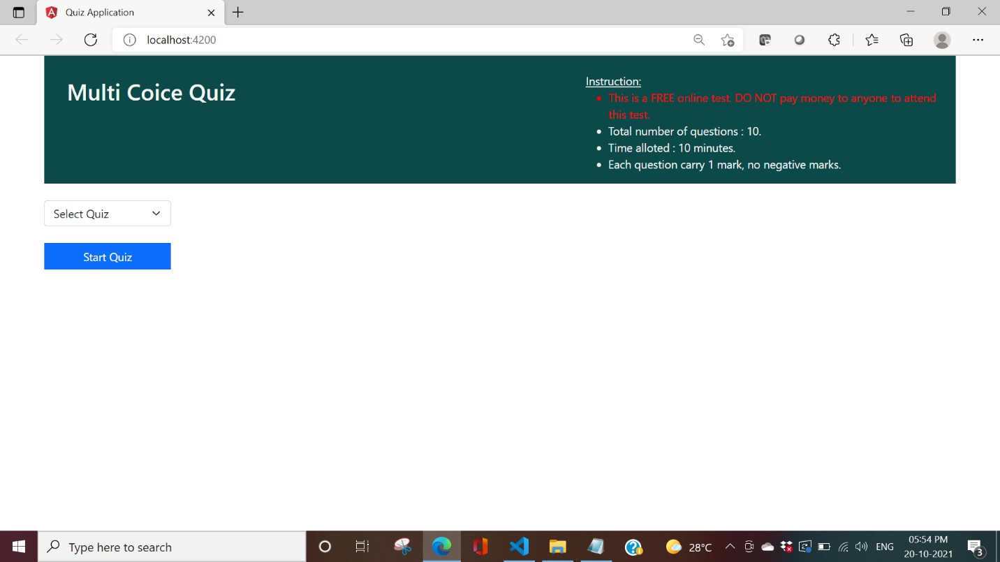 Quiz Application
localhost:4200
Multi Coice Quiz
Instruction:
This is a FREE online test. DO NOT pay money to anyone to attend
this test.
Total number of questions : 10.
Time alloted : 10 minutes.
Each question carry 1 mark, no negative marks.
Select Quiz
Start Quiz
Type here to search
28°C
ENG
05:54 PM
20-10-2021
3